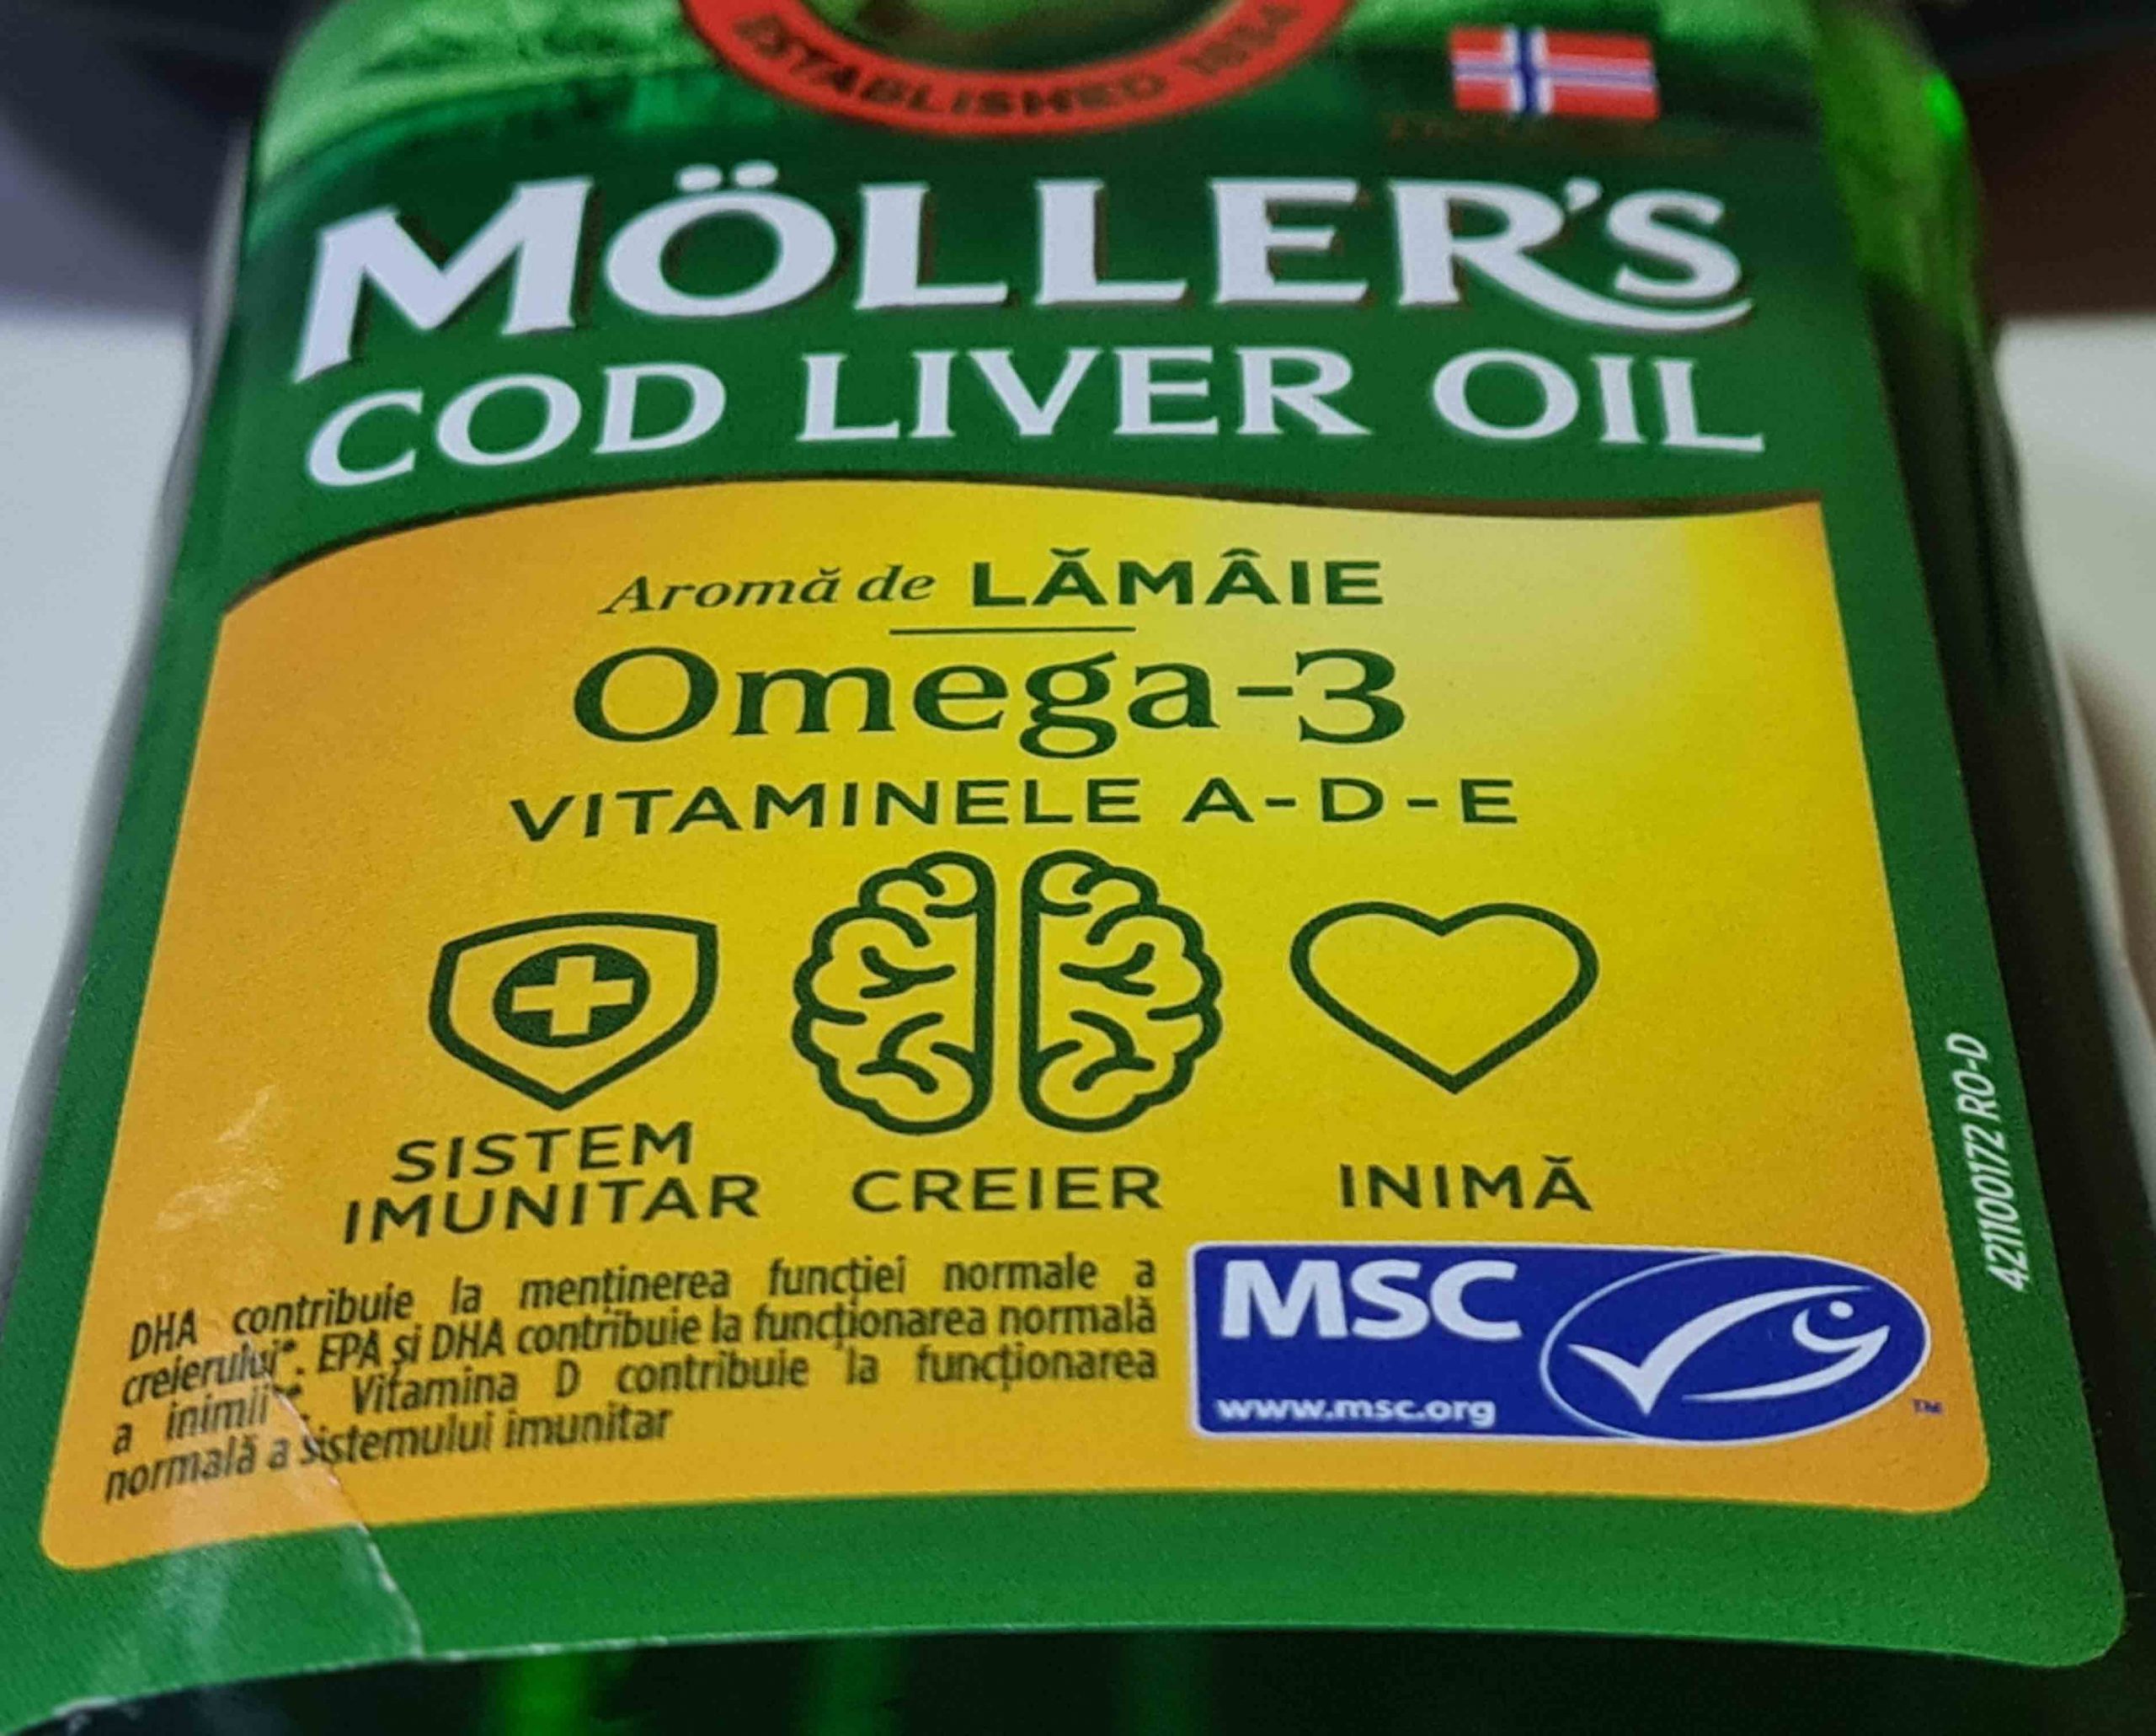 ESTABLISHED 1854
MÖLLER'S
COD LIVER OIL
Aromă de LĂMÂIE
Omega-3
VITAMINELE A-D-E
SISTEM
IMUNITAR
CREIER
INIMĂ
DHA contribuie la menținerea funcției normale a
creierului*. EPA și DHA contribuie la funcționarea normală
a inimii**. Vitamina D contribuie la funcționarea
normală a sistemului imunitar
MSC
www.msc.org
TM
4211100172 RO-D